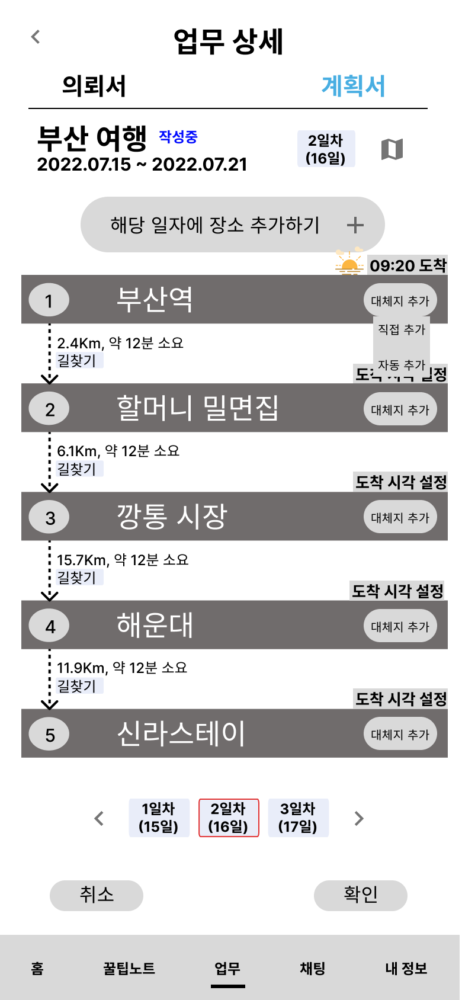 업무 상세
의뢰서
계획서
부산 여행 작성중
2022.07.15 ~ 2022.07.21
2일차
(16일)
해당 일자에 장소 추가하기
09:20 도착
1 부산역 대체지 추가
직접 추가
2.4Km, 약 12분 소요
길찾기
자동 추가
도착 시각 설정
2 할머니 밀면집 대체지 추가
6.1Km, 약 12분 소요
길찾기
도착 시각 설정
3 깡통 시장 대체지 추가
15.7Km, 약 12분 소요
길찾기
도착 시각 설정
4 해운대 대체지 추가
11.9Km, 약 12분 소요
길찾기
도착 시각 설정
5 신라스테이 대체지 추가
1일차
(15일)
2일차
(16일)
3일차
(17일)
취소
확인
홈 꿀팁노트 업무 채팅 내 정보